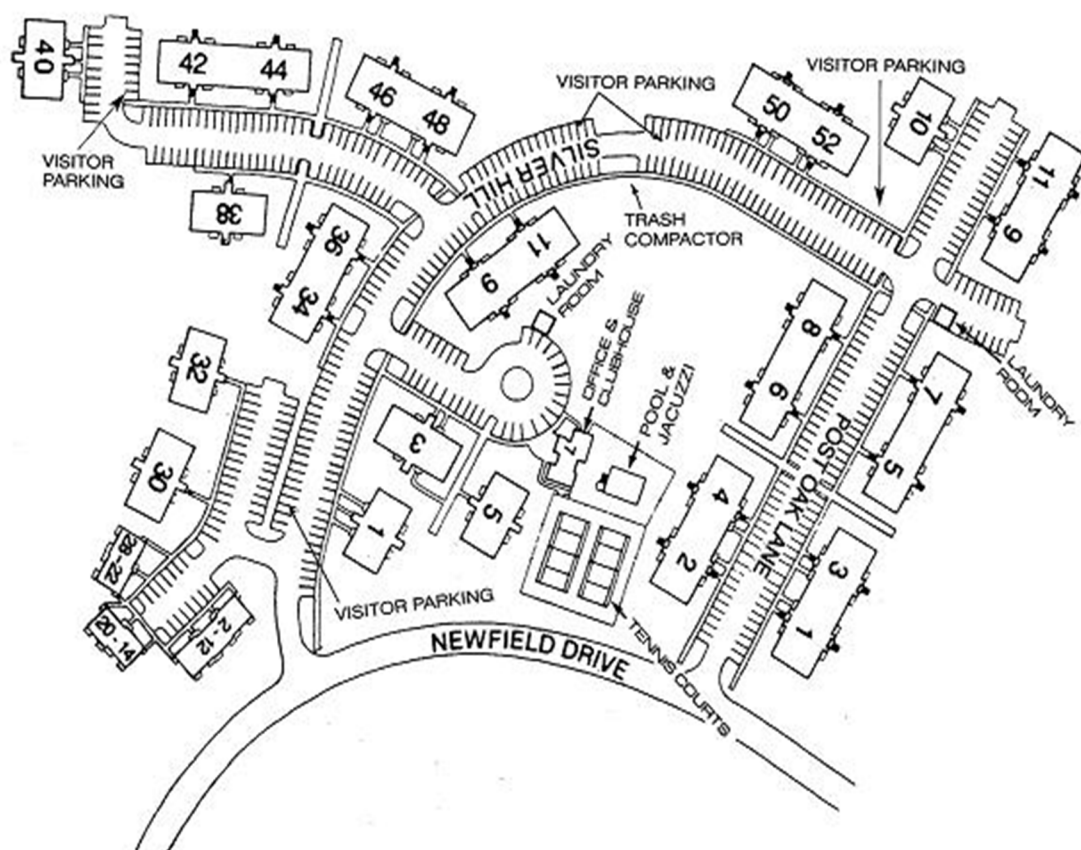 40
42
44
46
48
VISITOR PARKING
50
52
VISITOR PARKING
10
11
9
VISITOR
PARKING
38
36
34
SILVER HILL
TRASH
COMPACTOR
11
9
LAUNDRY
ROOM
OFFICE &
CLUBHOUSE
7
POOL &
JACUZZI
8
6
LAUNDRY
ROOM
7
5
POST OAK LANE
32
30
3
5
1
4
2
3
1
28-22
20-14
2-12
VISITOR PARKING
TENNIS COURTS
NEWFIELD DRIVE